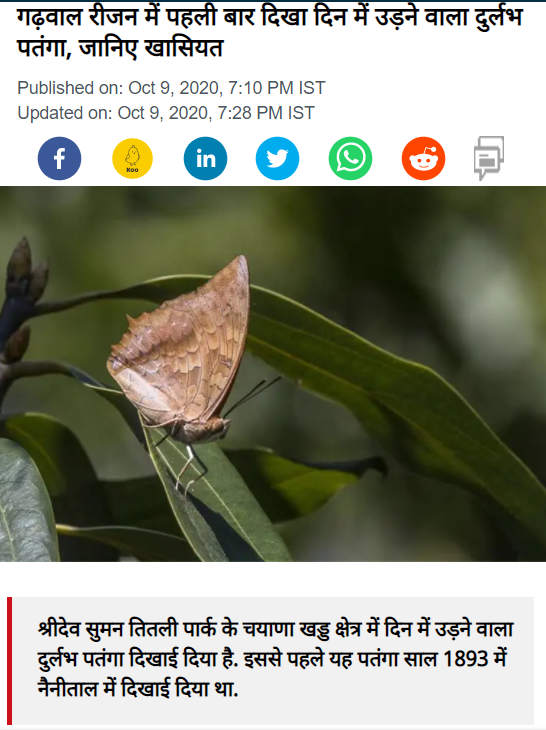 गढ़वाल रीजन में पहली बार दिखा दिन में उड़ने वाला दुर्लभ
पतंगा, जानिए खासियत
Published on: Oct 9, 2020, 7:10 PM IST
Updated on: Oct 9, 2020, 7:28 PM IST
Koo
श्रीदेव सुमन तितली पार्क के चयाणा खड्ड क्षेत्र में दिन में उड़ने वाला
दुर्लभ पतंगा दिखाई दिया है. इससे पहले यह पतंगा साल 1893 में
नैनीताल में दिखाई दिया था.